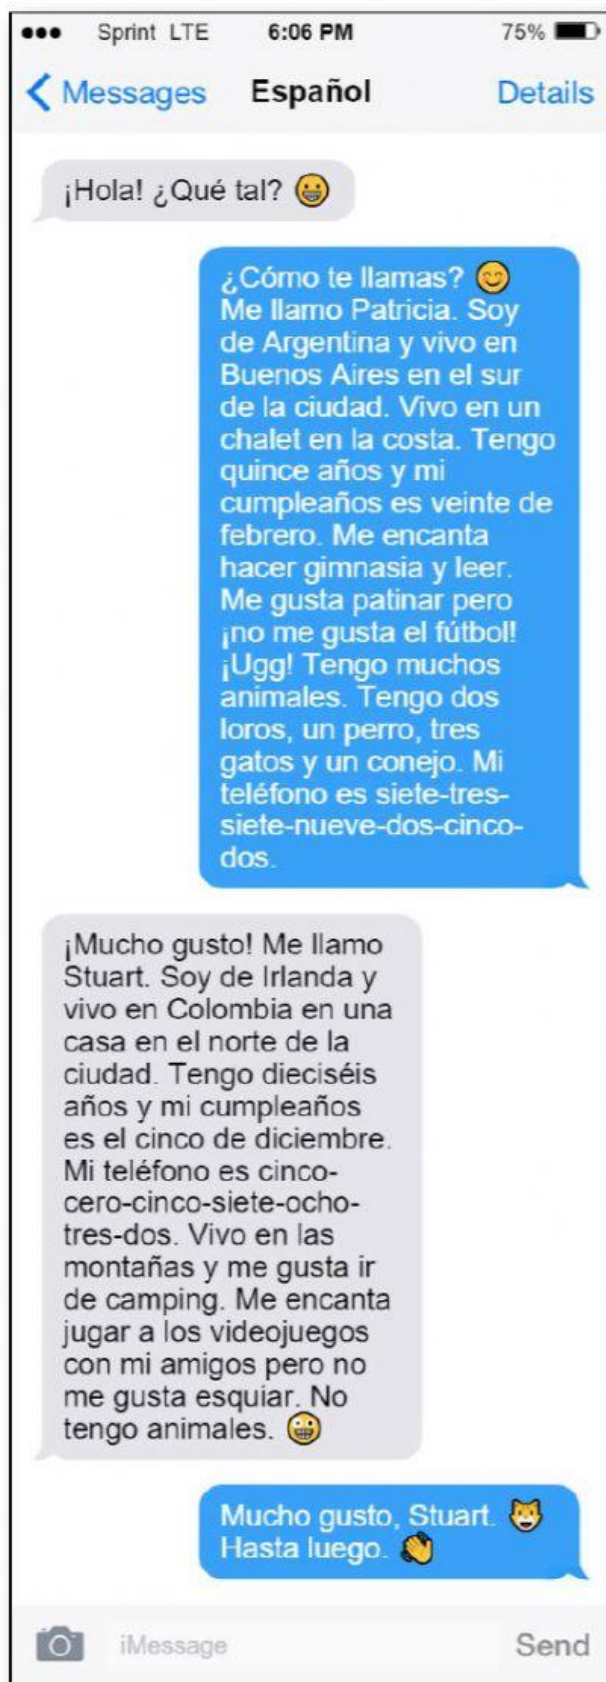 Sprint LTE 6:06 PM 75%
Messages Español Details
¡Hola! ¿Qué tal? 😀
¿Cómo te llamas? 😊
Me llamo Patricia. Soy
de Argentina y vivo en
Buenos Aires en el sur
de la ciudad. Vivo en un
chalet en la costa. Tengo
quince años y mi
cumpleaños es veinte de
febrero. Me encanta
hacer gimnasia y leer.
Me gusta patinar pero
¡no me gusta el fútbol!
¡Ugg! Tengo muchos
animales. Tengo dos
loros, un perro, tres
gatos y un conejo. Mi
teléfono es siete-tres-
siete-nueve-dos-cinco-
dos.
¡Mucho gusto! Me llamo
Stuart. Soy de Irlanda y
vivo en Colombia en una
casa en el norte de la
ciudad. Tengo dieciséis
años y mi cumpleaños
es el cinco de diciembre.
Mi teléfono es cinco-
cero-cinco-siete-ocho-
tres-dos. Vivo en las
montañas y me gusta ir
de camping. Me encanta
jugar a los videojuegos
con mi amigos pero no
me gusta esquiar. No
tengo animales. 🤪
Mucho gusto, Stuart. 😺
Hasta luego. 👋
iMessage Send